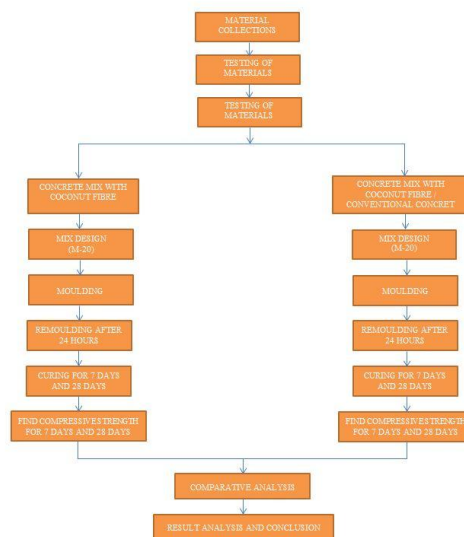 MATERIAL
COLLECTIONS
TESTING OF
MATERIALS
TESTING OF
MATERIALS
CONCRETE MIX WITH
COCONUT FIBRE
MIX DESIGN
(M-20)
MOULDING
REMOULDING AFTER
24 HOURS
CURING FOR 7 DAYS
AND 28 DAYS
FIND COMPRESSIVE STRENGTH
FOR 7 DAYS AND 28 DAYS
CONCRETE MIX WITH
COCONUT FIBRE /
CONVENTIONAL CONCRET
MIX DESIGN
(M-20)
MOULDING
REMOULDING AFTER
24 HOURS
CURING FOR 7 DAYS
AND 28 DAYS
FIND COMPRESSIVE STRENGTH
FOR 7 DAYS AND 28 DAYS
COMPARATIVE ANALYSIS
RESULT ANALYSIS AND CONCLUSION